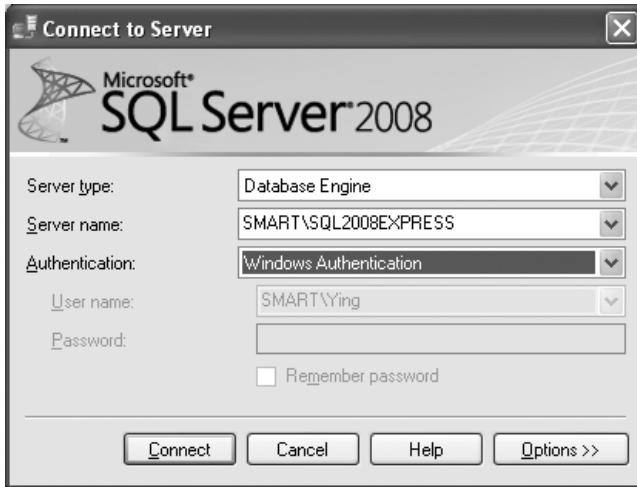 Connect to Server
Microsoft®
SQL Server® 2008
Server type: Database Engine
Server name: SMART\SQL2008EXPRESS
Authentication: Windows Authentication
User name: SMART\Ying
Password:
Remember password
Connect Cancel Help Options >>